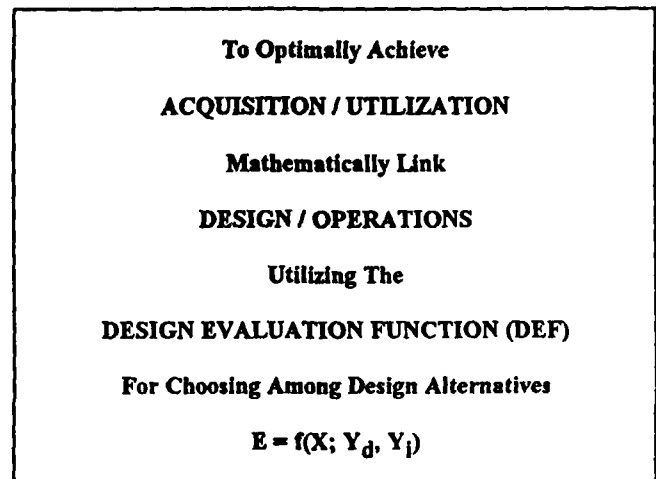 To Optimally Achieve
ACQUISITION / UTILIZATION
Mathematically Link
DESIGN / OPERATIONS
Utilizing The
DESIGN EVALUATION FUNCTION (DEF)
For Choosing Among Design Alternatives
E = f(X; Yd, Yi)